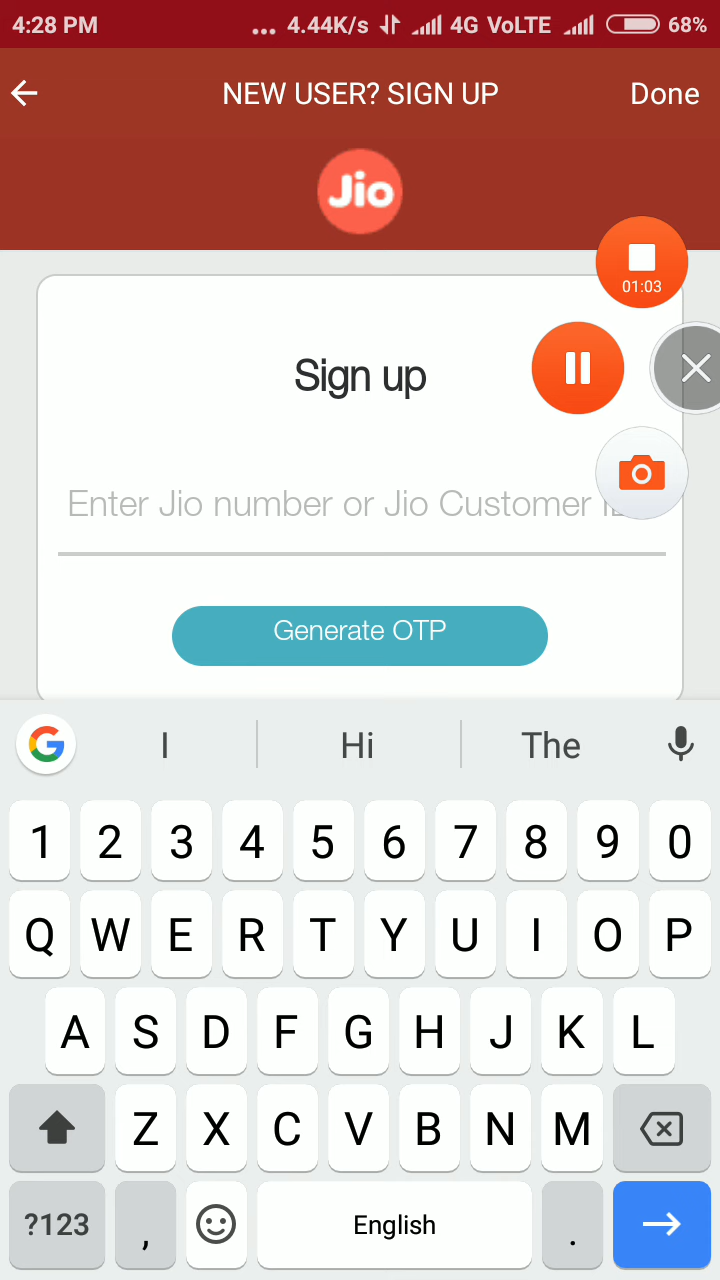 4:28 PM ... 4.44K/s 4G VoLTE 68%
NEW USER? SIGN UP Done
Jio
01:03
Sign up
Enter Jio number or Jio Customer
Generate OTP
G I Hi The
1 2 3 4 5 6 7 8 9 0
Q W E R T Y U I O P
A S D F G H J K L
Z X C V B N M
?123 , English .